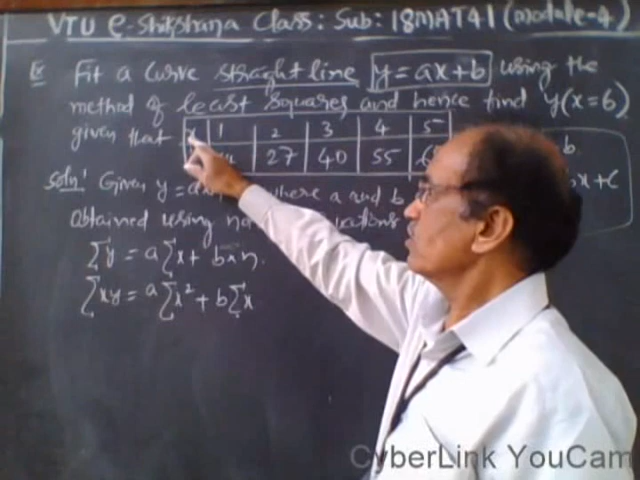 VTU e-Shikshana Class: Sub: 18MAT41 (module-4)
Ex Fit a Curve straight line y = ax+b using the
method of least squares and hence find y(x=6)
given that x 1 2 3 4 5
27 40 55
b
Soln! Given y = where a and b
x+c
obtained using
Σy = aΣx + b×n.
Σxy = aΣx² + bΣx
CyberLink YouCam